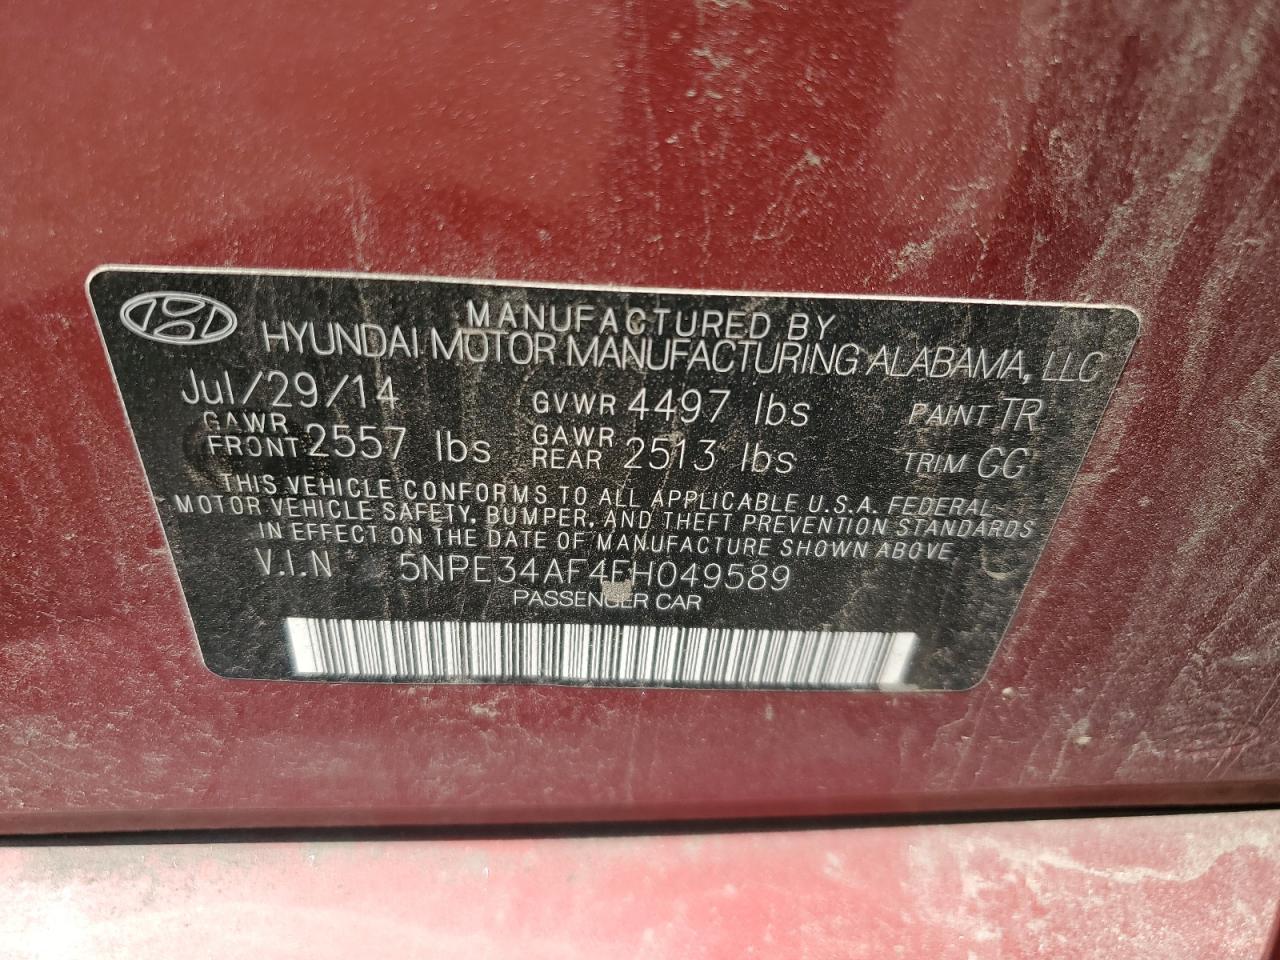 MANUFACTURED BY
HYUNDAI MOTOR MANUFACTURING ALABAMA, LLC
Jul/29/14 GVWR 4497 lbs PAINT TR
GAWR FRONT 2557 lbs GAWR REAR 2513 lbs TRIM GG
THIS VEHICLE CONFORMS TO ALL APPLICABLE U.S.A. FEDERAL
MOTOR VEHICLE SAFETY, BUMPER, AND THEFT PREVENTION STANDARDS
IN EFFECT ON THE DATE OF MANUFACTURE SHOWN ABOVE
V.I.N 5NPE34AF4FH049589
PASSENGER CAR